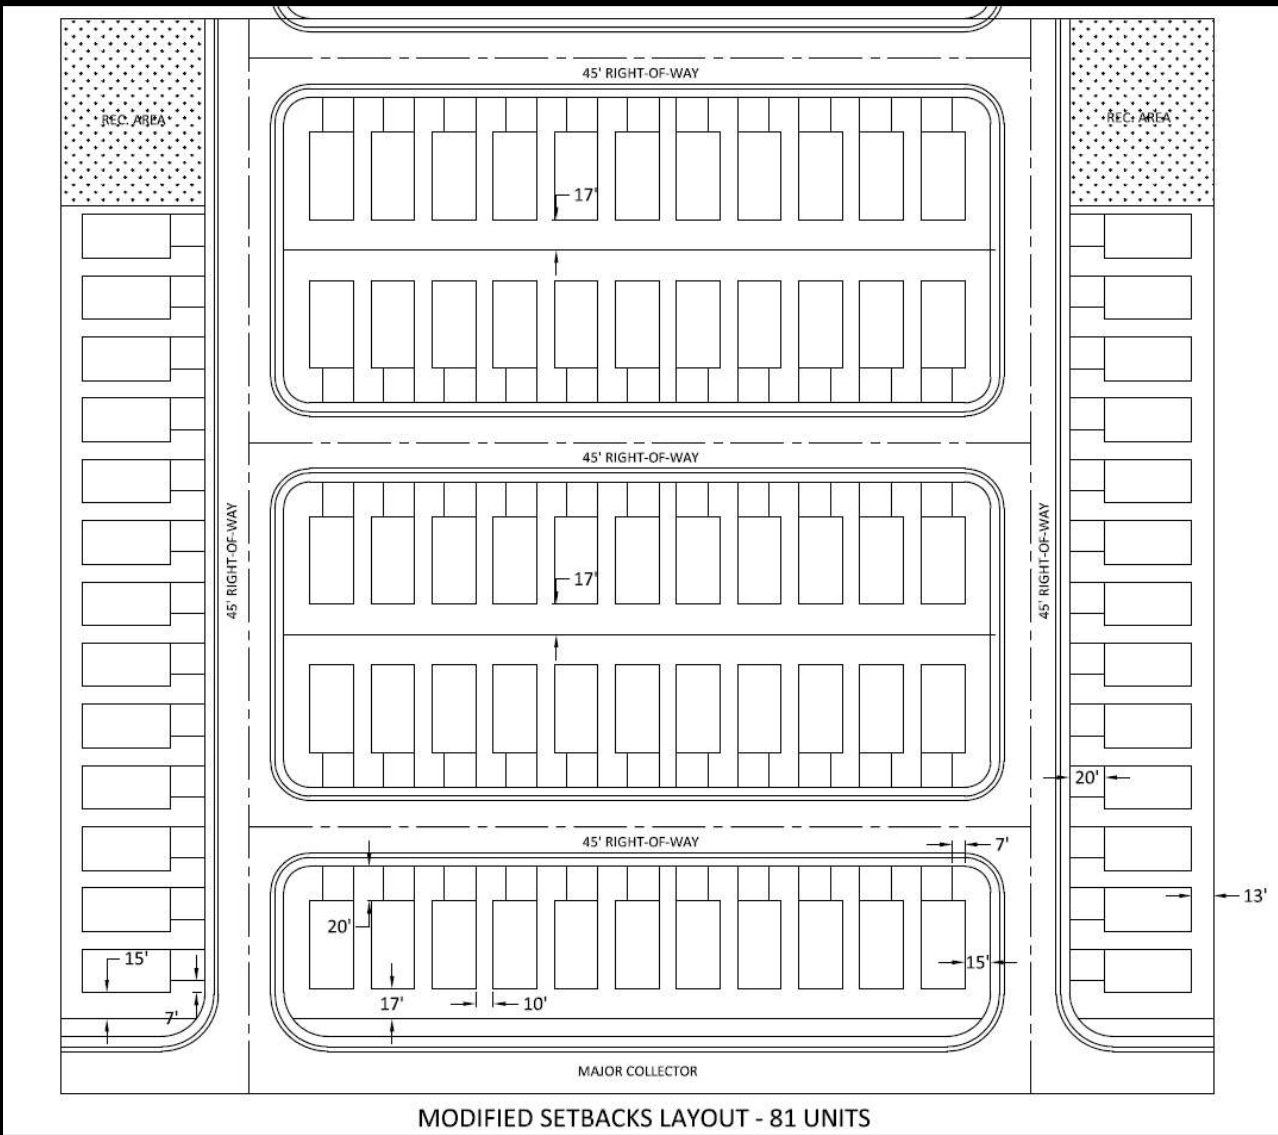 45' RIGHT-OF-WAY
REC. AREA
REC. AREA
17'
45' RIGHT-OF-WAY
45' RIGHT-OF-WAY
45' RIGHT-OF-WAY
17'
20'
45' RIGHT-OF-WAY
7'
13'
20'
15'
15'
17'
10'
7'
MAJOR COLLECTOR
MODIFIED SETBACKS LAYOUT - 81 UNITS